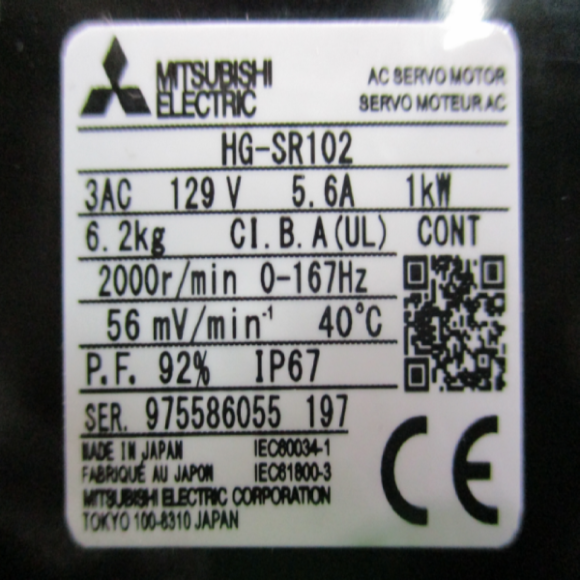 MITSUBISHI ELECTRIC
AC SERVO MOTOR
SERVO MOTEUR AC
HG-SR102
3AC 129 V 5.6A 1kW
6.2kg CI.B.A(UL) CONT
2000r/min 0-167Hz
56 mV/min⁻¹ 40°C
P.F. 92% IP67
SER. 975586055 197
MADE IN JAPAN IEC60034-1
FABRIQUÉ AU JAPON IEC61800-3
MITSUBISHI ELECTRIC CORPORATION
TOKYO 100-8310 JAPAN
CE